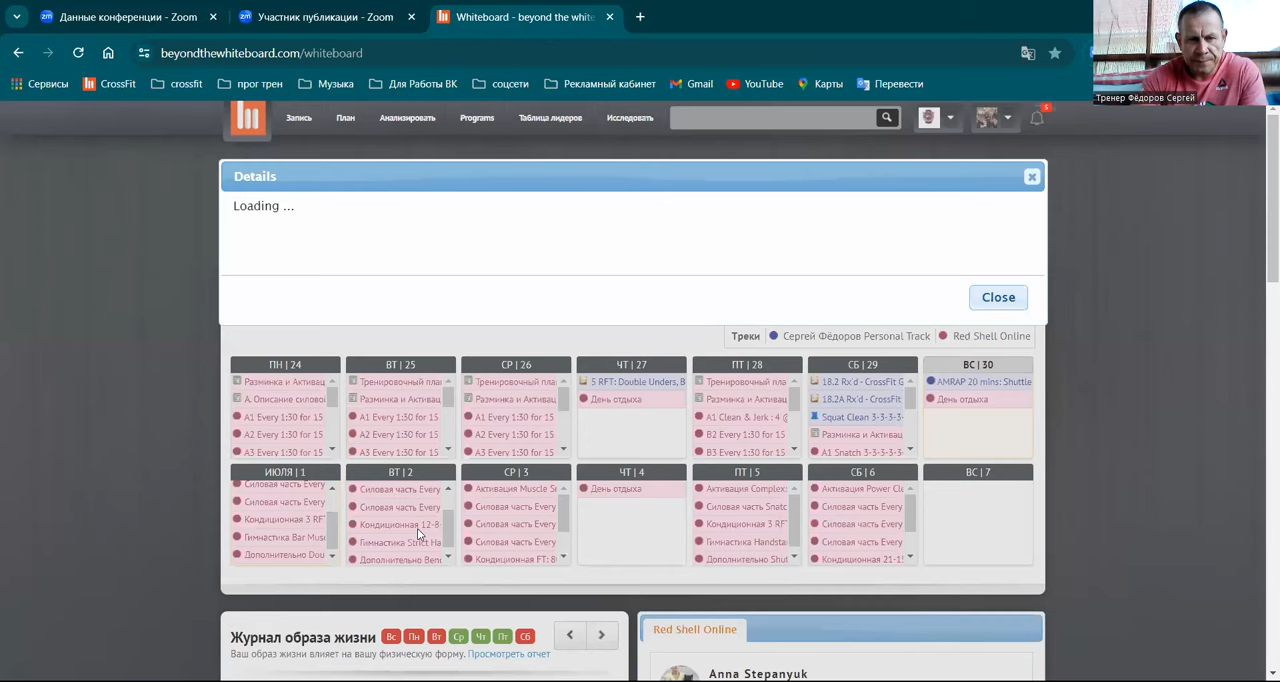 Данные конференции - Zoom
Участник публикации - Zoom
Whiteboard - beyond the white
beyondthewhiteboard.com/whiteboard
Сервисы
CrossFit
crossfit
прог трен
Музыка
Для Работы ВК
соцсети
Рекламный кабинет
Gmail
YouTube
Карты
Перевести
Тренер Фёдоров Сергей
Запись
План
Анализировать
Programs
Таблица лидеров
Исследовать
5
Details
Loading ...
Close
Треки
Сергей Фёдоров Personal Track
Red Shell Online
ПН | 24
ВТ | 25
СР | 26
ЧТ | 27
ПТ | 28
СБ | 29
ВС | 30
Разминка и Активац
А. Описание силовой
A1 Every 1:30 for 15
A2 Every 1:30 for 15
A3 Every 1:30 for 15
Тренировочный пла
Разминка и Активац
A1 Every 1:30 for 15
A2 Every 1:30 for 15
A3 Every 1:30 for 15
Тренировочный план
Разминка и Активац
A1 Every 1:30 for 15
A2 Every 1:30 for 15
A3 Every 1:30 for 15
5 RFT: Double Unders, B
День отдыха
Тренировочный план
Разминка и Активац
A1 Clean & Jerk : 4 @
B2 Every 1:30 for 15
B3 Every 1:30 for 15
18.2 Rx'd - CrossFit G
18.2A Rx'd - CrossFit
Squat Clean 3-3-3-3-
Разминка и Активац
A1 Snatch 3-3-3-3-
AMRAP 20 mins: Shuttle
День отдыха
ИЮЛЯ | 1
ВТ | 2
СР | 3
ЧТ | 4
ПТ | 5
СБ | 6
ВС | 7
Силовая часть Every
Силовая часть Every
Кондиционная 3 RF
Гимнастика Bar Musc
Дополнительно Dou
Силовая часть Every
Силовая часть Every
Кондиционная 12-8-
Гимнастика Strict Ha
Дополнительно Benc
Активация Muscle Sn
Силовая часть Every
Силовая часть Every
Силовая часть Every
Кондиционная FT: 8
День отдыха
Активация Complex:
Силовая часть Snatc
Кондиционная 3 RF
Гимнастика Handsta
Дополнительно Shut
Активация Power Cle
Силовая часть Every
Силовая часть Every
Силовая часть Every
Кондиционная 21-15
Журнал образа жизни
Вс Пн Вт Ср Чт Пт Сб
Ваш образ жизни влияет на вашу физическую форму. Просмотреть отчет
Red Shell Online
Anna Stepanyuk